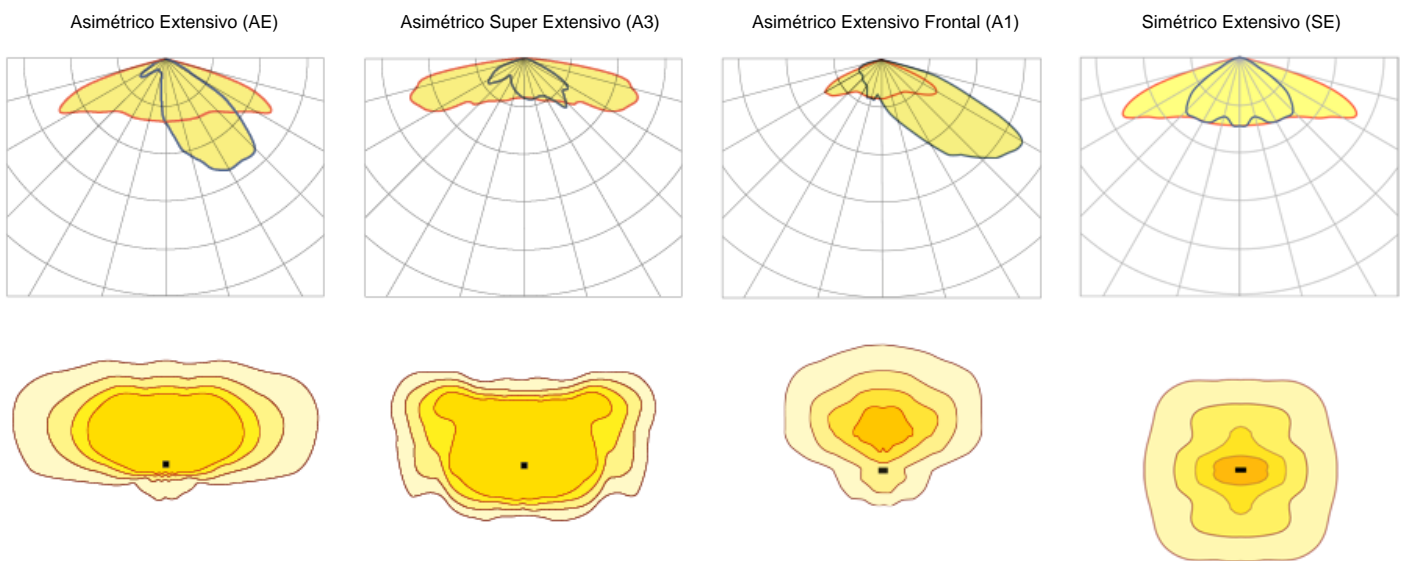 Asimétrico Extensivo (AE)
Asimétrico Super Extensivo (A3)
Asimétrico Extensivo Frontal (A1)
Simétrico Extensivo (SE)